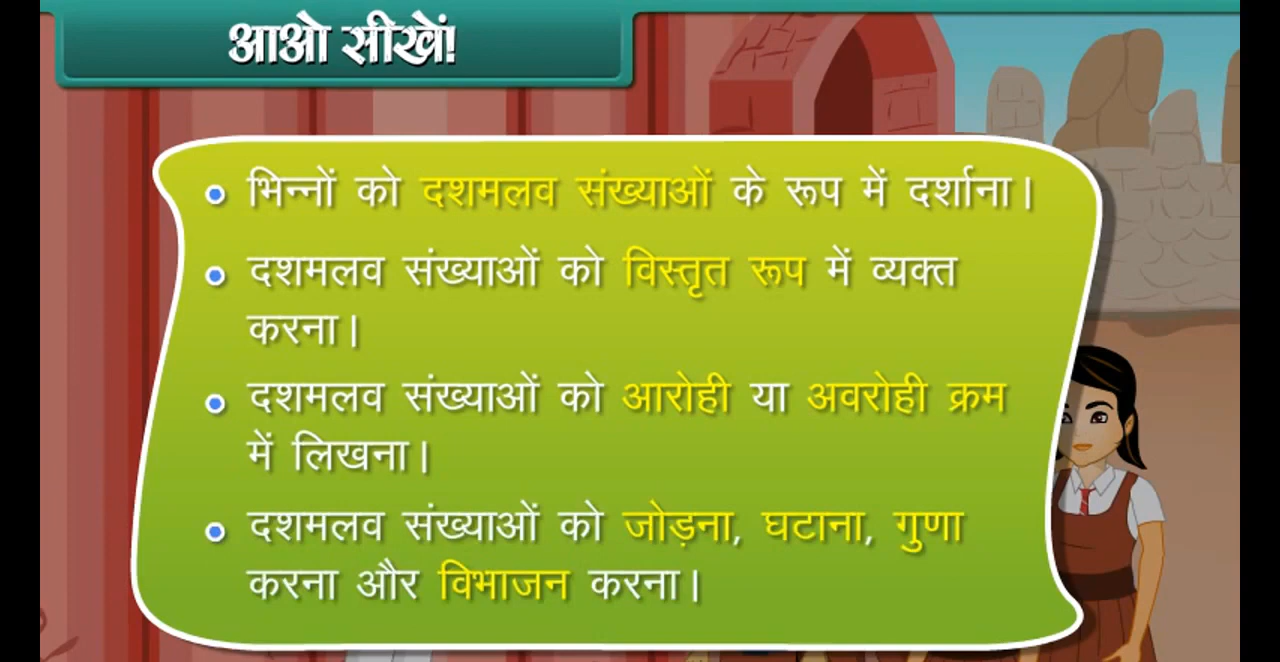 आओ सीखें!
• भिन्नों को दशमलव संख्याओं के रूप में दर्शाना।
• दशमलव संख्याओं को विस्तृत रूप में व्यक्त
करना।
• दशमलव संख्याओं को आरोही या अवरोही क्रम
में लिखना।
• दशमलव संख्याओं को जोड़ना, घटाना, गुणा
करना और विभाजन करना।